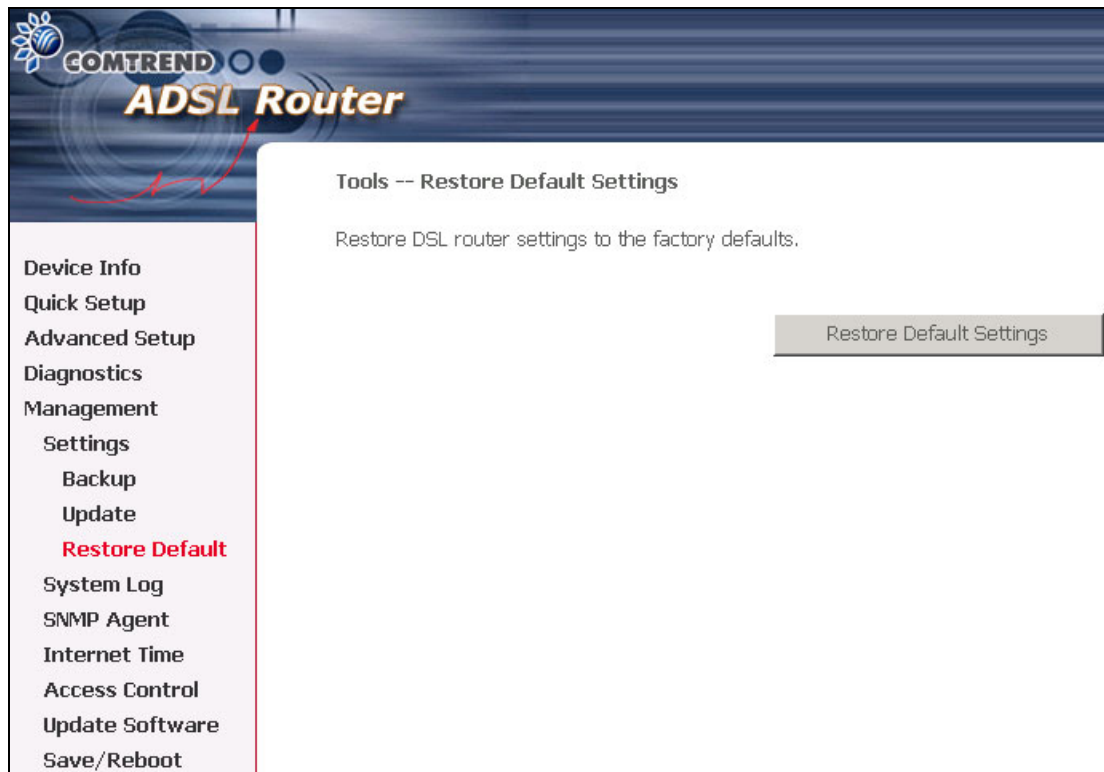 COMTREND
ADSL Router
Tools -- Restore Default Settings
Restore DSL router settings to the factory defaults.
Restore Default Settings
Device Info
Quick Setup
Advanced Setup
Diagnostics
Management
Settings
Backup
Update
Restore Default
System Log
SNMP Agent
Internet Time
Access Control
Update Software
Save/Reboot